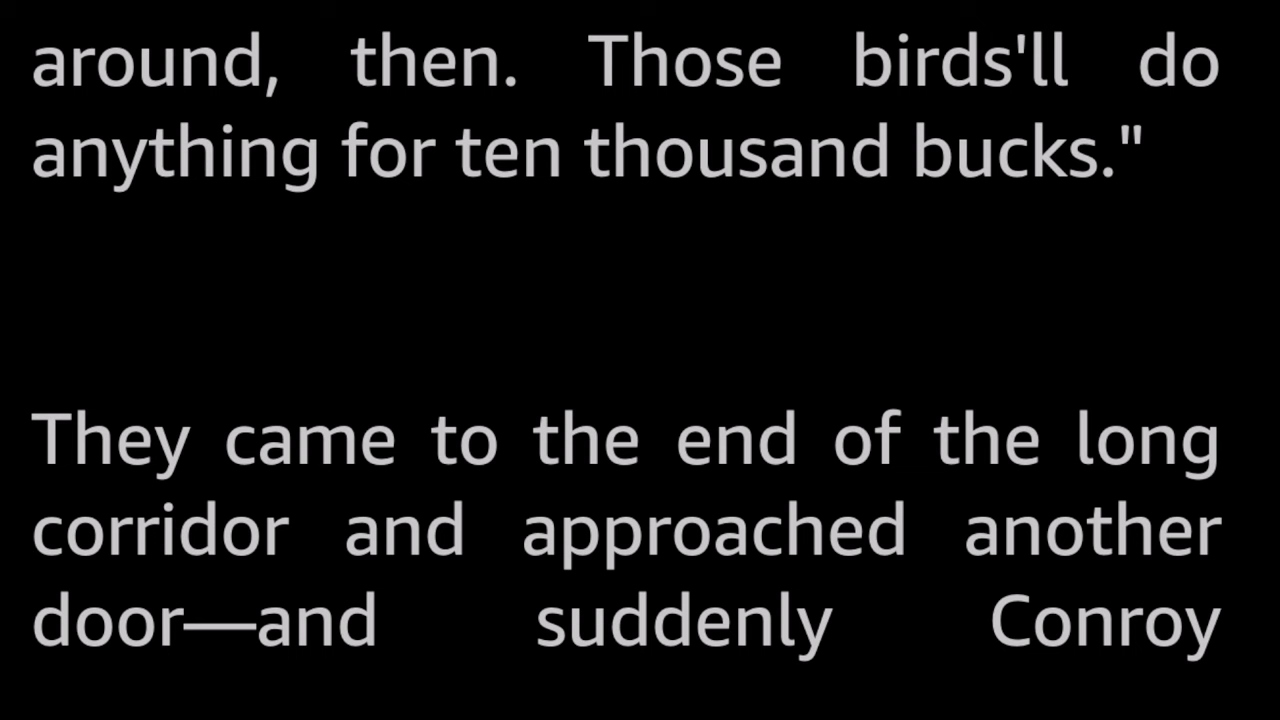 around, then. Those birds'll do
anything for ten thousand bucks."
They came to the end of the long
corridor and approached another
door—and suddenly Conroy